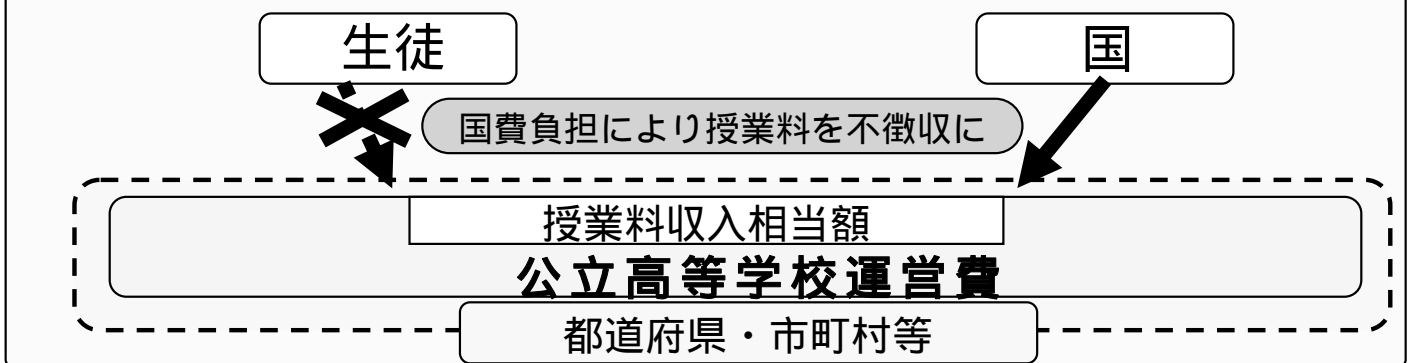 生徒
国
国費負担により授業料を不徴収に
授業料収入相当額
公立高等学校運営費
都道府県・市町村等